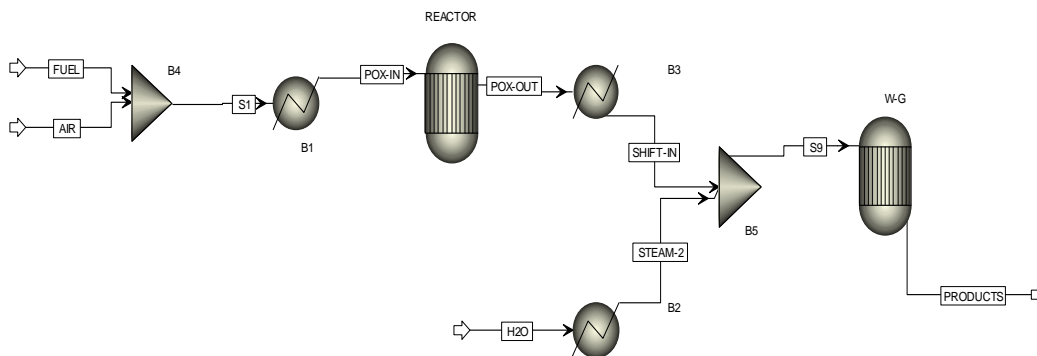 REACTOR
FUEL
B4
POX-IN
B3
POX-OUT
W-G
AIR
S1
B1
SHIFT-IN
S9
B5
STEAM-2
PRODUCTS
B2
H2O